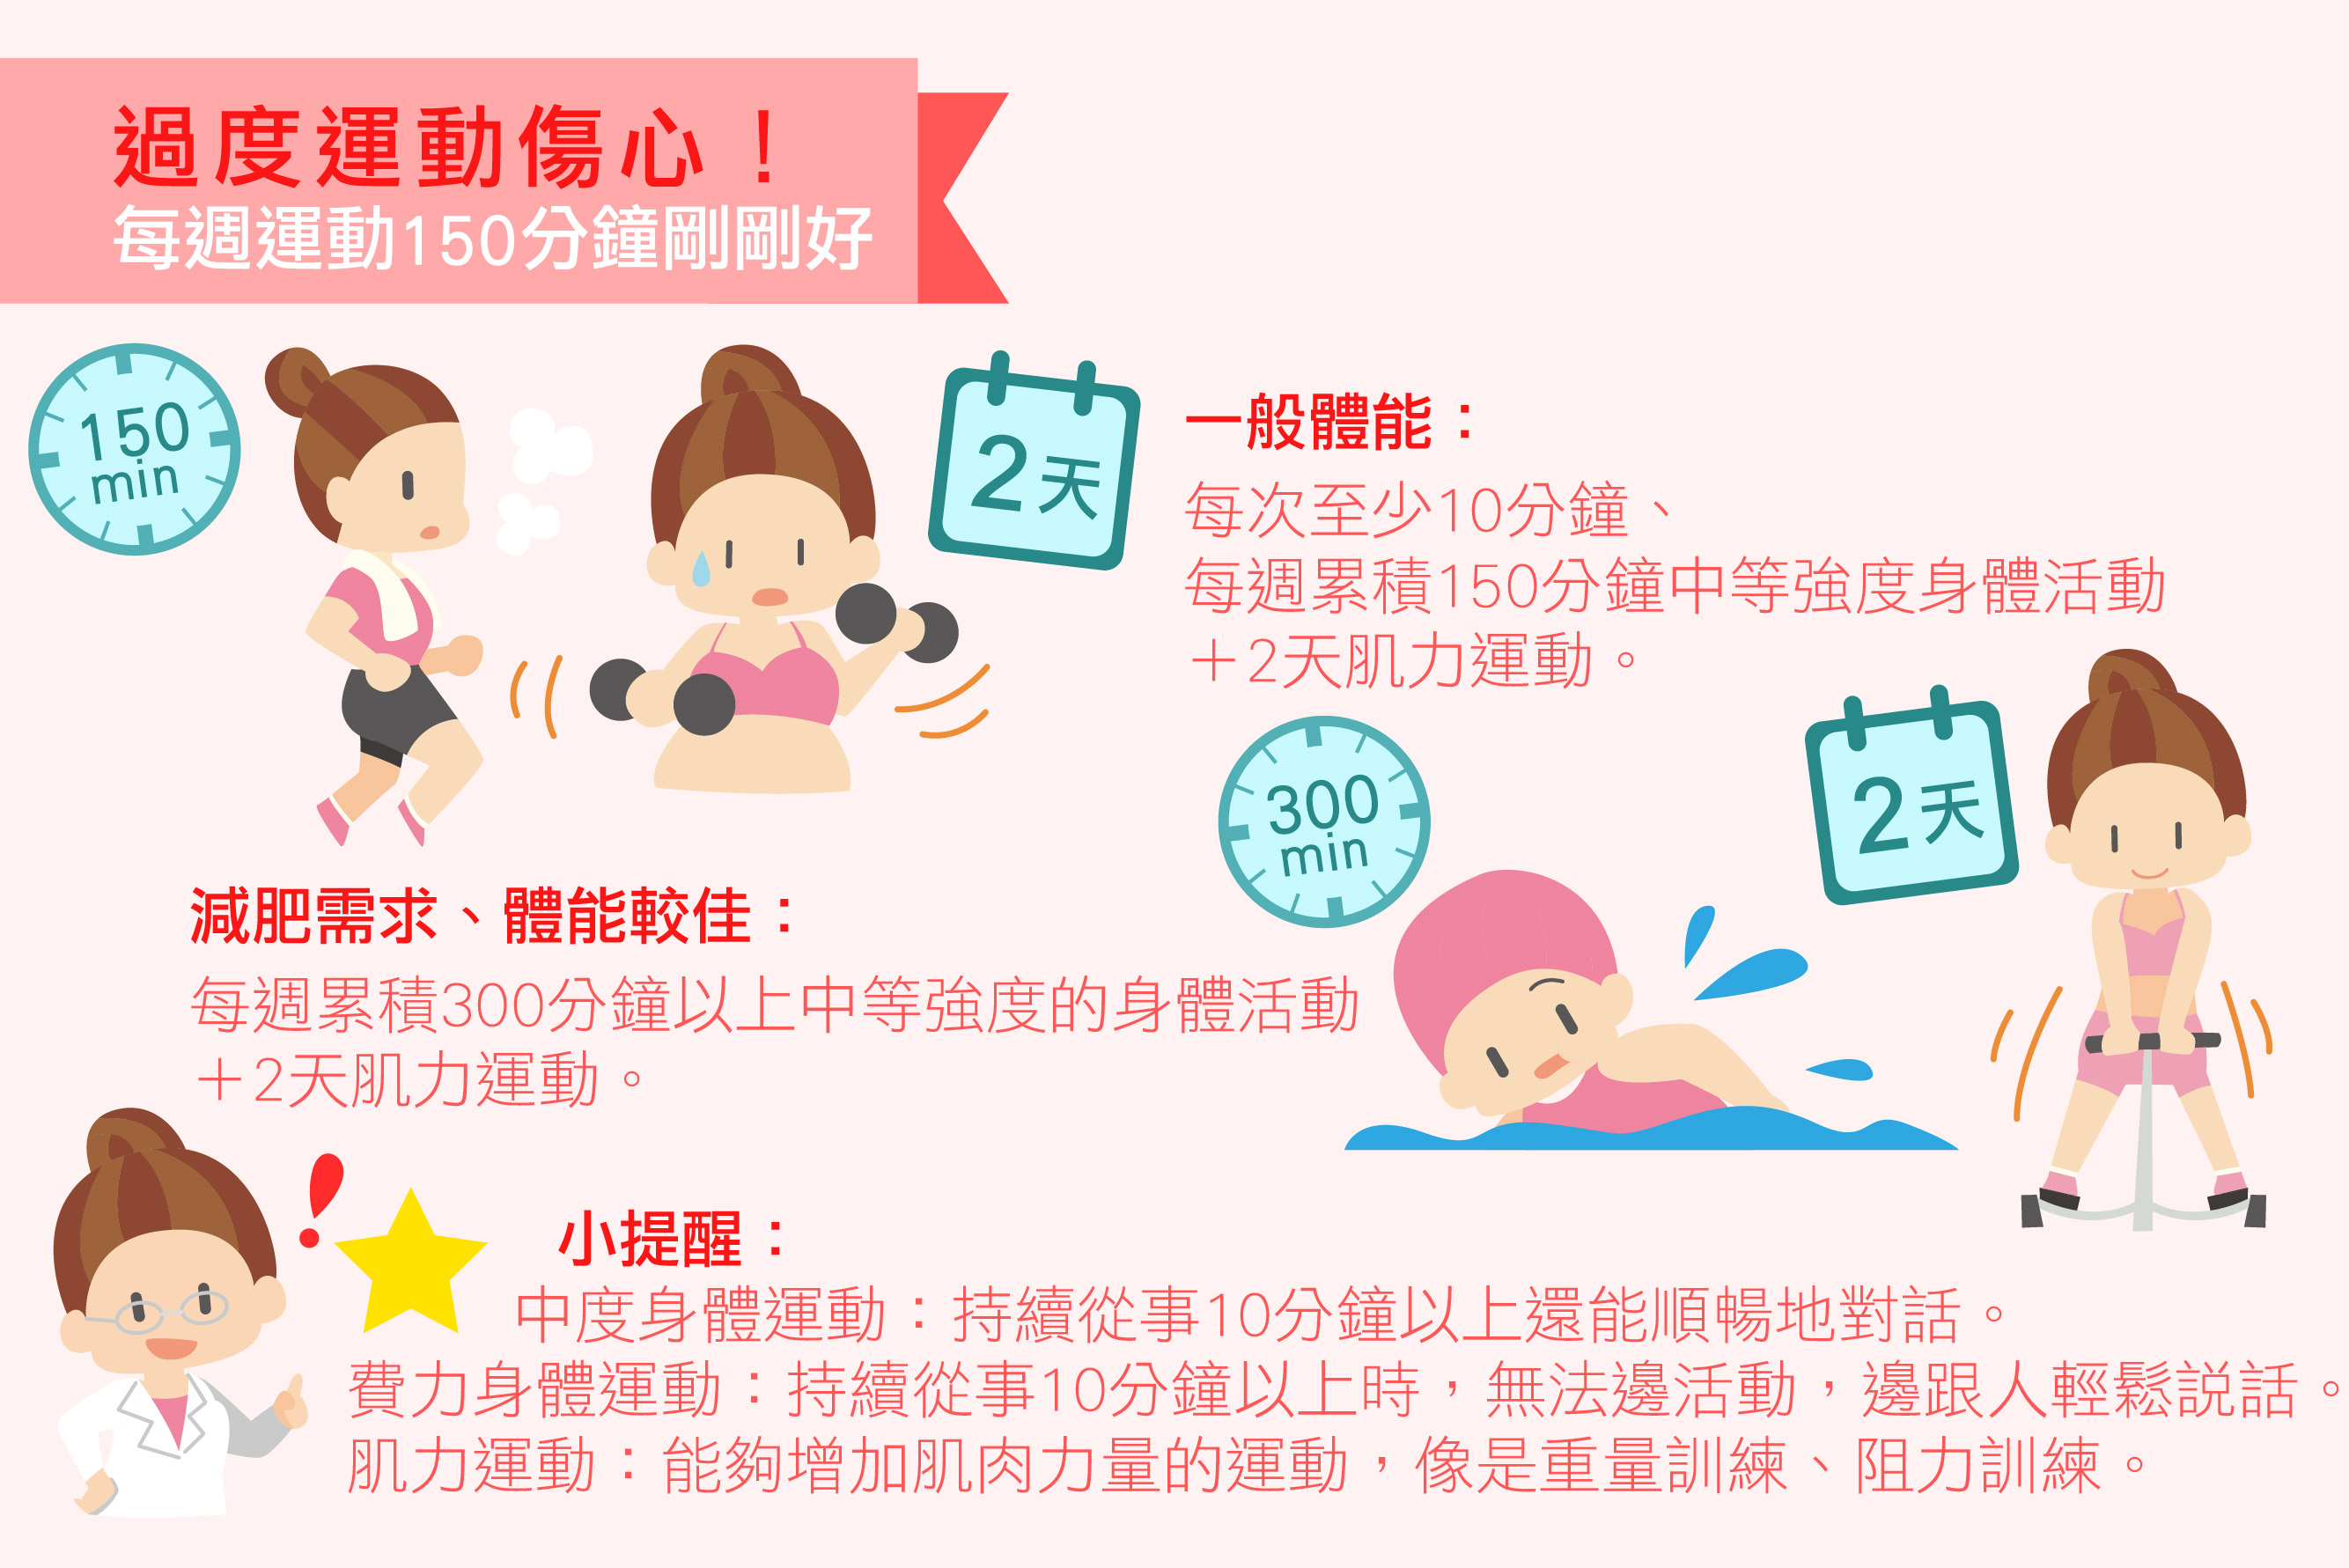 過度運動傷心！
每週運動150分鐘剛剛好
150
min
2天
一般體能：
每次至少10分鐘、
每週累積150分鐘中等強度身體活動
＋2天肌力運動。
300
min
2天
減肥需求、體能較佳：
每週累積300分鐘以上中等強度的身體活動
＋2天肌力運動。
小提醒：
中度身體運動：持續從事10分鐘以上還能順暢地對話。
費力身體運動：持續從事10分鐘以上時，無法邊活動，邊跟人輕鬆說話。
肌力運動：能夠增加肌肉力量的運動，像是重量訓練、阻力訓練。